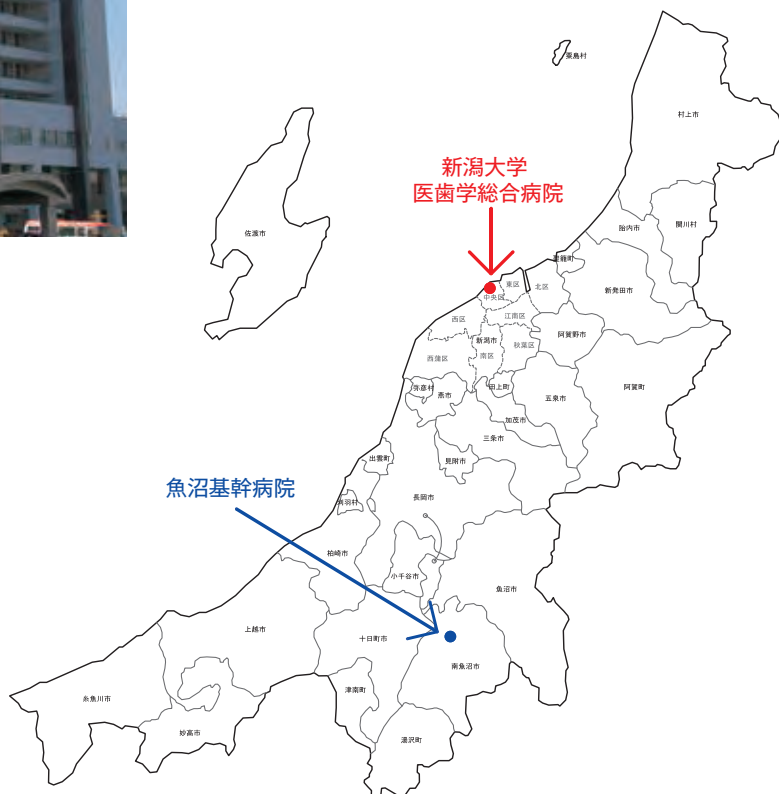 粟島村
村上市
新潟大学
医歯学総合病院
関川村
胎内市
佐渡市
聖籠町
東区
北区
新発田市
中央区
江南区
西区
阿賀野市
新潟市
秋葉区
南区
西蒲区
田上町
阿賀町
弥彦村
燕市
五泉市
加茂市
三条市
出雲町
見附市
魚沼基幹病院
長岡市
刈羽村
柏崎市
小千谷市
魚沼市
上越市
十日町市
南魚沼市
津南町
糸魚川市
妙高市
湯沢町